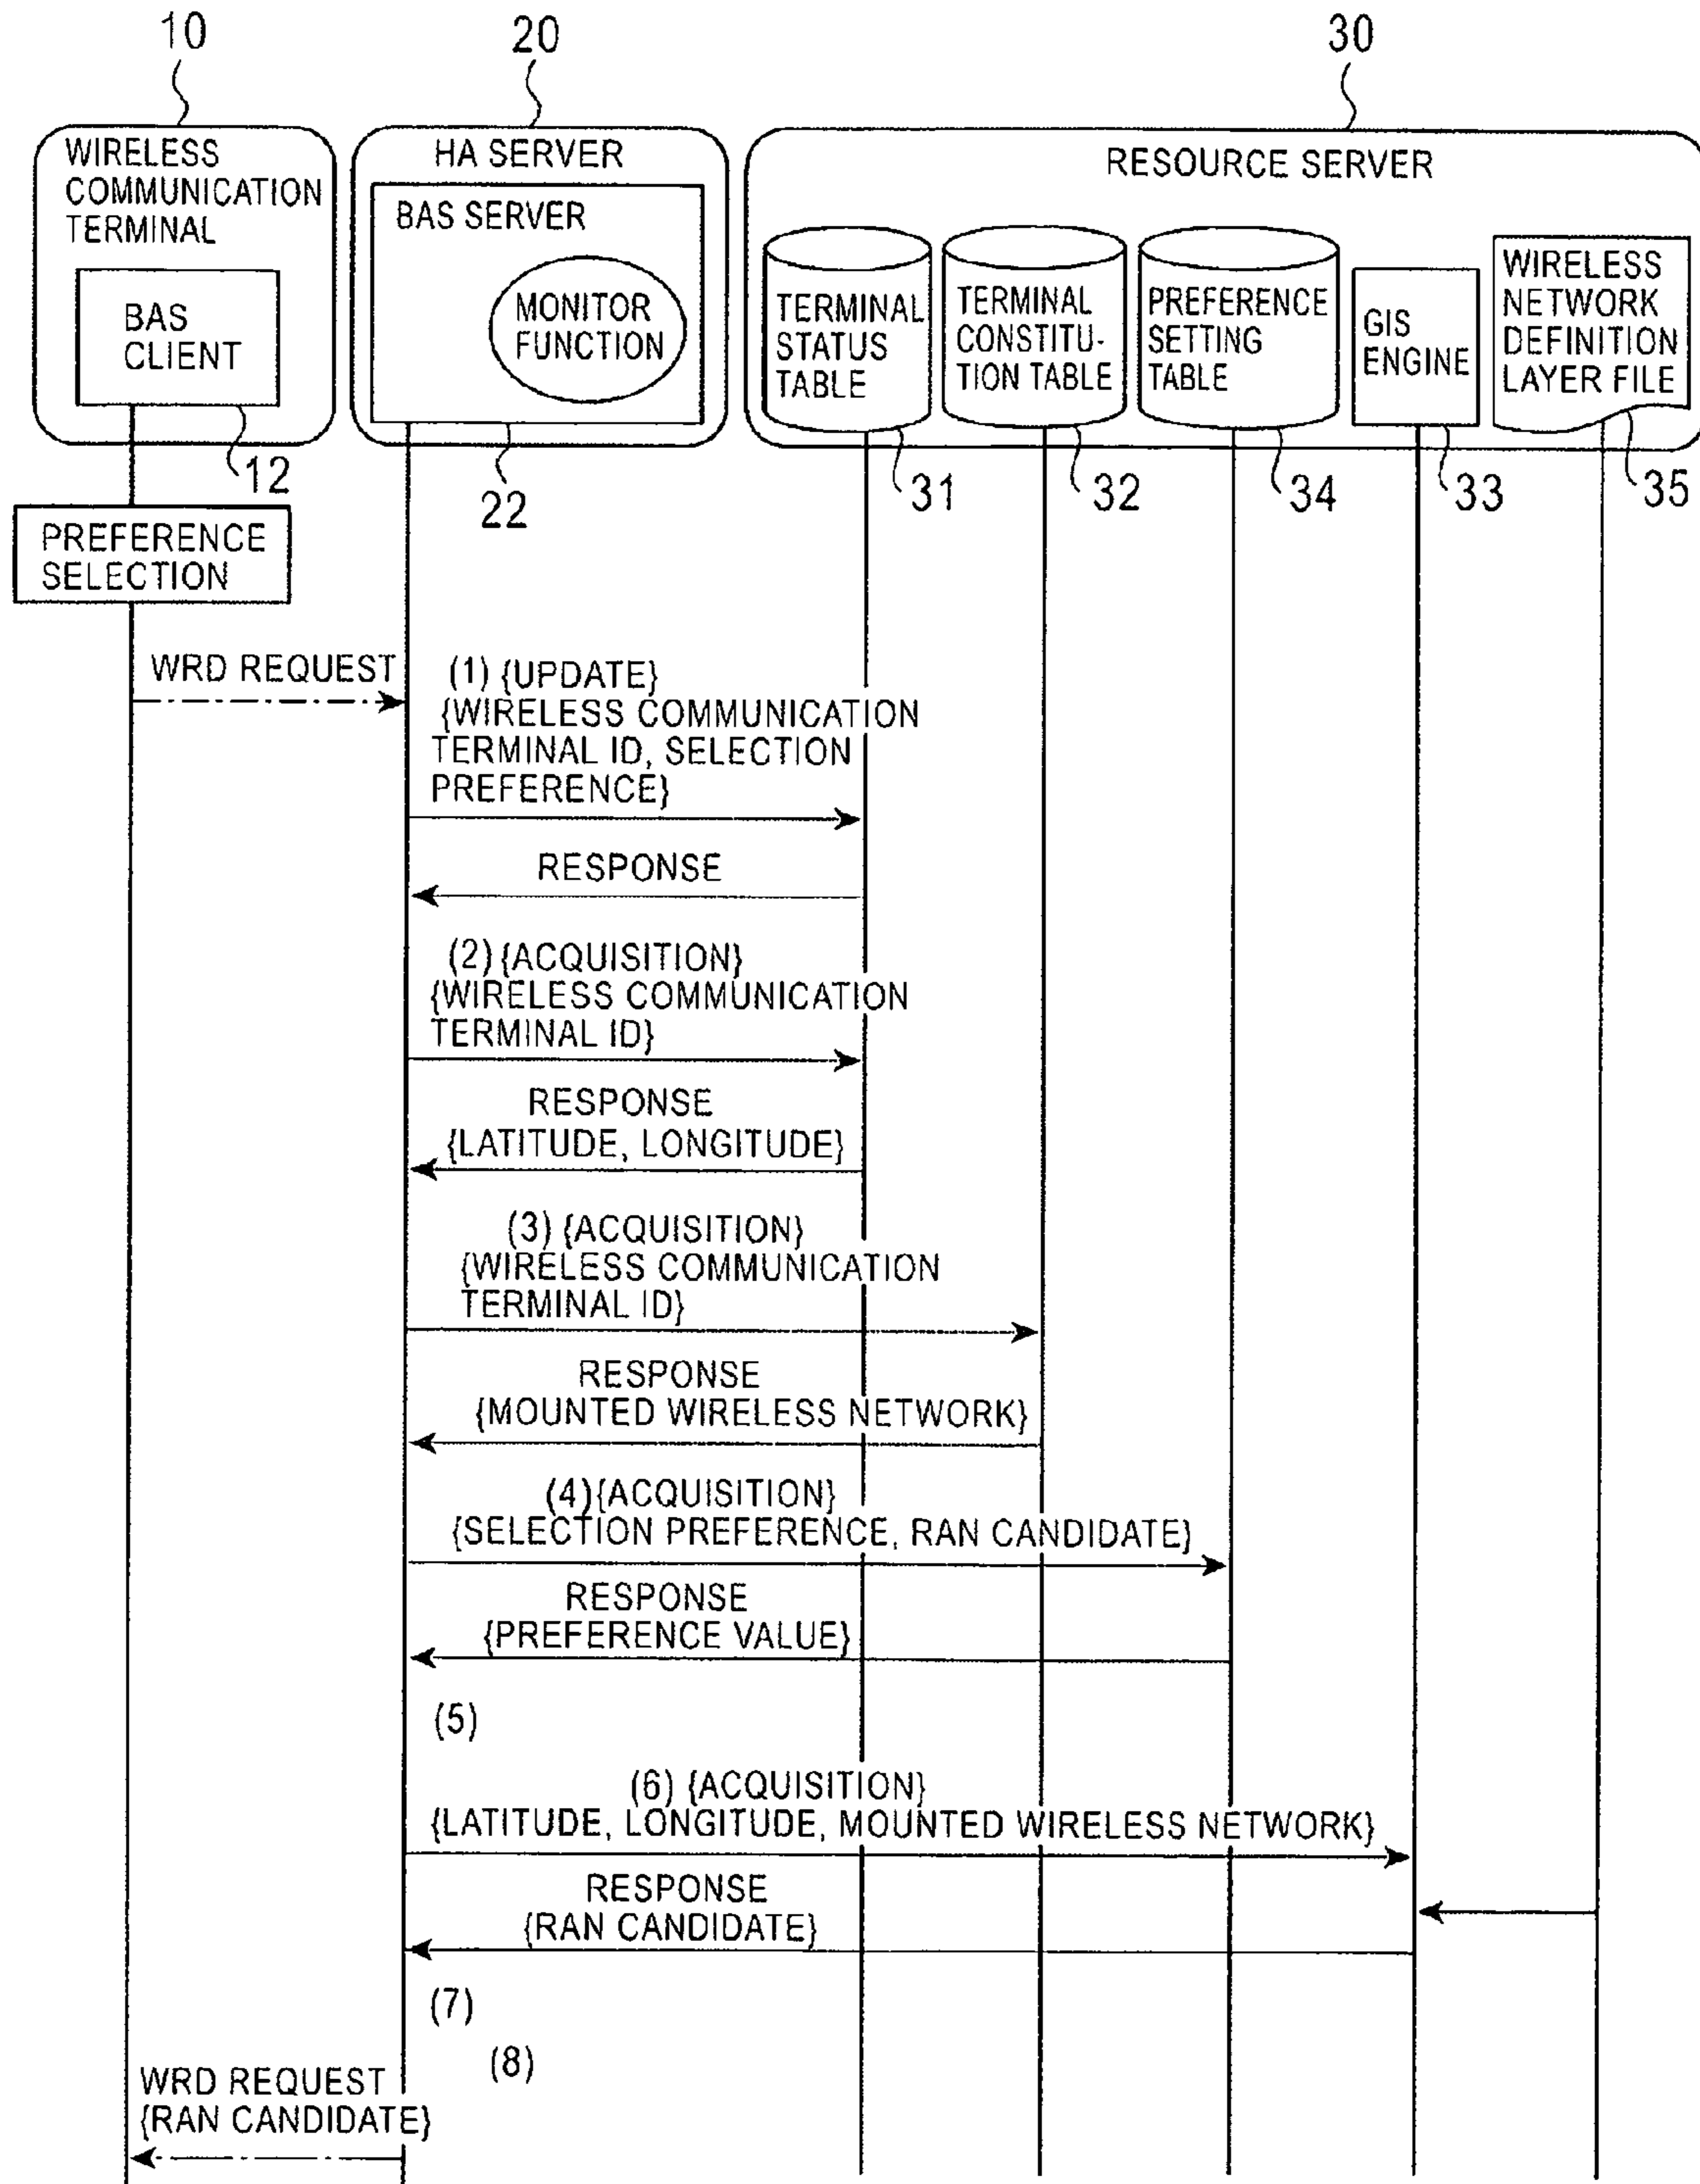 10
20
30
WIRELESS
COMMUNICATION
TERMINAL
BAS
CLIENT
12
HA SERVER
BAS SERVER
MONITOR
FUNCTION
22
RESOURCE SERVER
TERMINAL
STATUS
TABLE
31
TERMINAL
CONSTITU-
TION TABLE
32
PREFERENCE
SETTING
TABLE
34
GIS
ENGINE
33
WIRELESS
NETWORK
DEFINITION
LAYER FILE
35
PREFERENCE
SELECTION
WRD REQUEST
(1) {UPDATE}
{WIRELESS COMMUNICATION
TERMINAL ID, SELECTION
PREFERENCE}
RESPONSE
(2) {ACQUISITION}
{WIRELESS COMMUNICATION
TERMINAL ID}
RESPONSE
{LATITUDE, LONGITUDE}
(3) {ACQUISITION}
{WIRELESS COMMUNICATION
TERMINAL ID}
RESPONSE
{MOUNTED WIRELESS NETWORK}
(4) {ACQUISITION}
{SELECTION PREFERENCE, RAN CANDIDATE}
RESPONSE
{PREFERENCE VALUE}
(5)
(6) {ACQUISITION}
{LATITUDE, LONGITUDE, MOUNTED WIRELESS NETWORK}
RESPONSE
{RAN CANDIDATE}
(7)
(8)
WRD REQUEST
{RAN CANDIDATE}